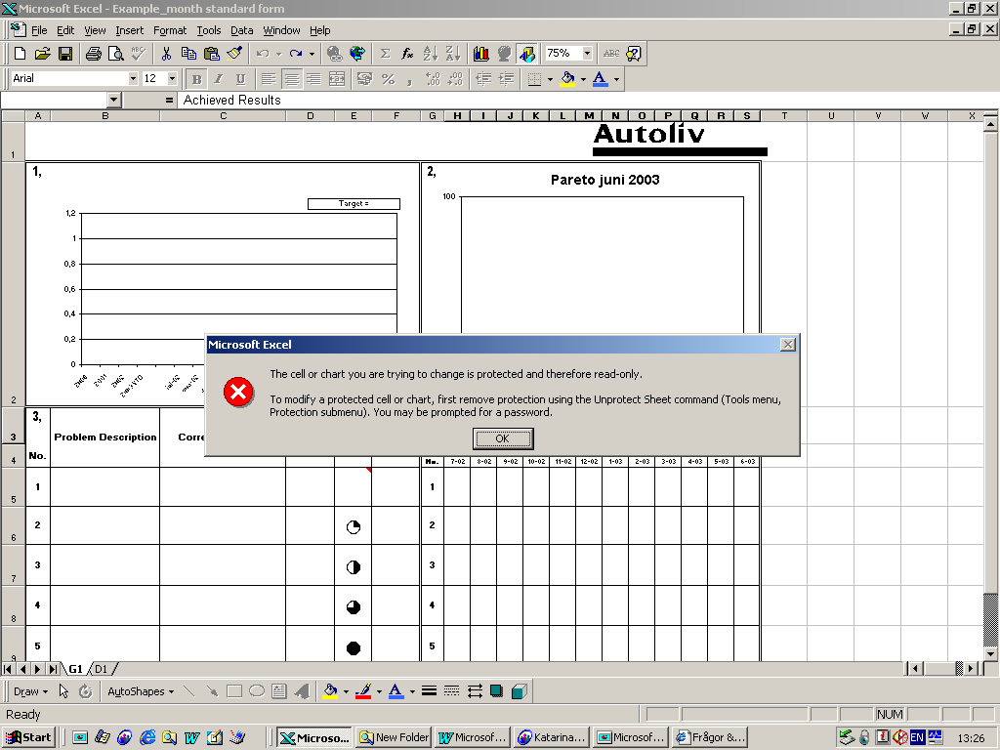 Microsoft Excel - Example_month standard form
File Edit View Insert Format Tools Data Window Help
75%
Arial 12 B I U
= Achieved Results
A B C D E F G H I J K L M N O P Q R S T U V W X
1
Autoliv
1, 2,
Pareto juni 2003
Target =
100
1,2
1
0,8
0,6
0,4
0,2
0
2
Microsoft Excel
The cell or chart you are trying to change is protected and therefore read-only.
To modify a protected cell or chart, first remove protection using the Unprotect Sheet command (Tools menu,
Protection submenu). You may be prompted for a password.
OK
3,
3 Problem Description Corre
4 No. No. 7-02 8-02 9-02 10-02 11-02 12-02 1-03 2-03 3-03 4-03 5-03 6-03
5 1 1
6 2 2
7 3 3
8 4 4
9 5 5
G1 D1
Draw AutoShapes
Ready NUM
Start Microso... New Folder Microsof... Katarina... Microsof... Frågor &... EN 13:26